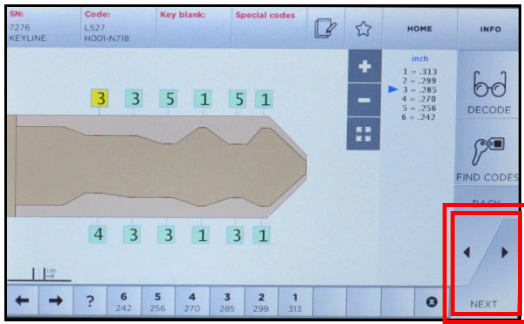 SN: Code: Key blank: Special codes
7276 L527
KEYLINE H001-N718
HOME INFO
inch
1 = .313
2 = .299
3 = .285
4 = .270
5 = .256
6 = .242
3 3 5 1 5 1
4 3 3 1 3 1
DECODE
FIND CODES
BACK
NEXT
? 6 5 4 3 2 1
242 256 270 285 299 313